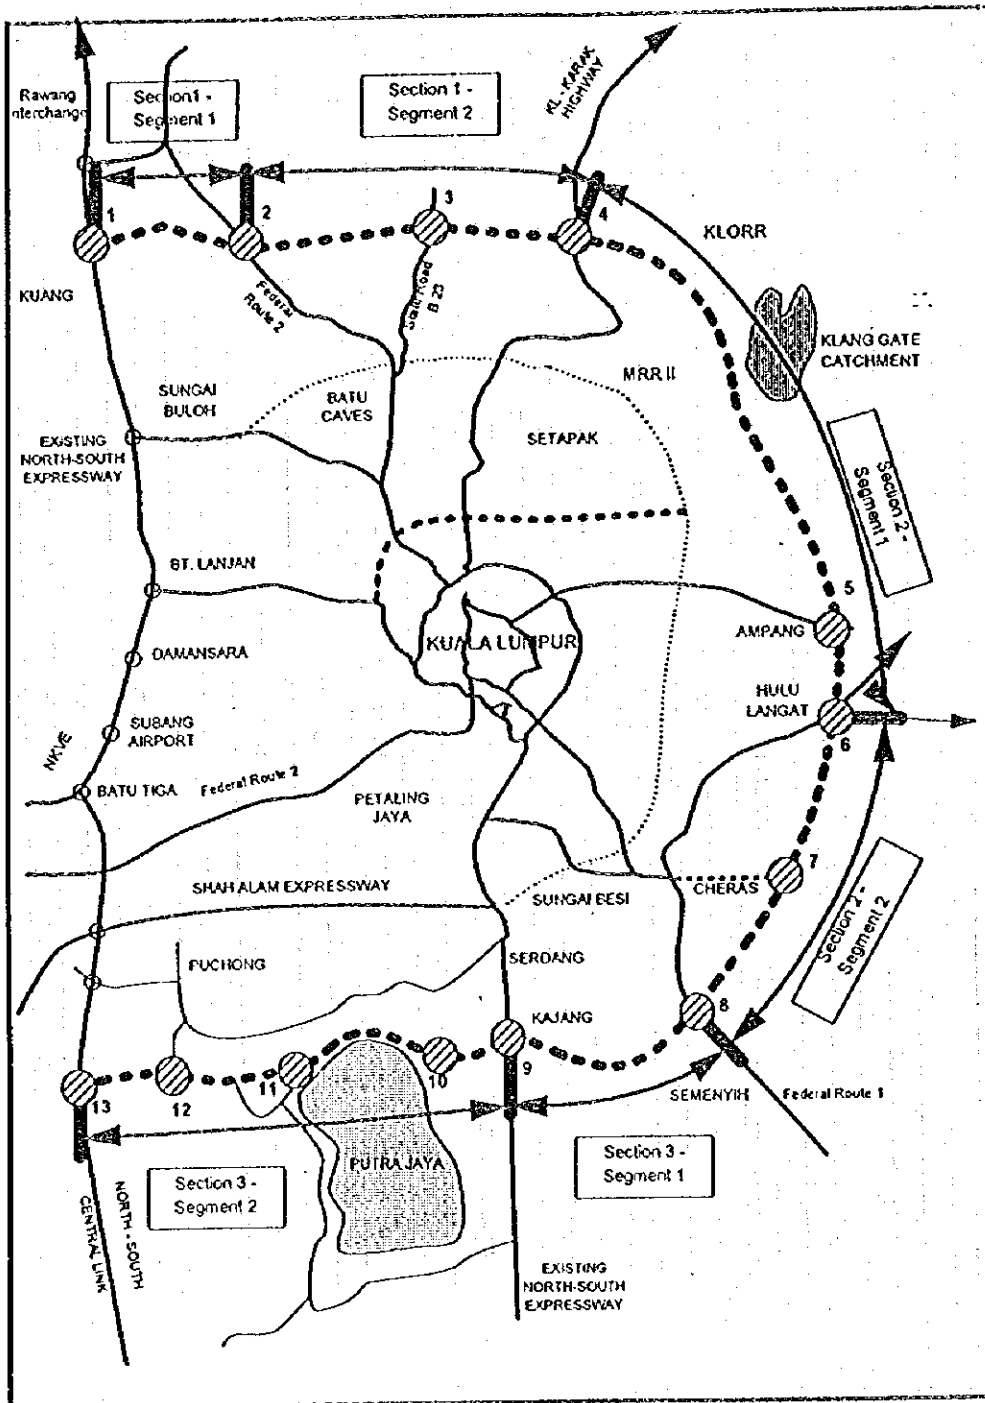 Rawang
nterchange
Section1 -
Segment 1
Section 1 -
Segment 2
KL - KARAK
HIGHWAY
1
2
3
4
KLORR
KUANG
Federal
Route 2
State Road
B 23
KLANG GATE
CATCHMENT
SUNGAI
BULOH
BATU
CAVES
MRR II
SETAPAK
EXISTING
NORTH-SOUTH
EXPRESSWAY
Section 2 -
Segment 1
BT. LANJAN
5
AMPANG
KUALA LUMPUR
DAMANSARA
HULU
LANGAT
6
SUBANG
AIRPORT
NKVE
BATU TIGA
Federal Route 2
PETALING
JAYA
7
SHAH ALAM EXPRESSWAY
CHERAS
SUNGAI BESI
Section 2 -
Segment 2
PUCHONG
SERDANG
8
KAJANG
9
10
11
12
13
SEMENYIH
Federal Route 1
PUTRA JAYA
Section 3 -
Segment 1
Section 3 -
Segment 2
NORTH - SOUTH
CENTRAL LINK
EXISTING
NORTH-SOUTH
EXPRESSWAY